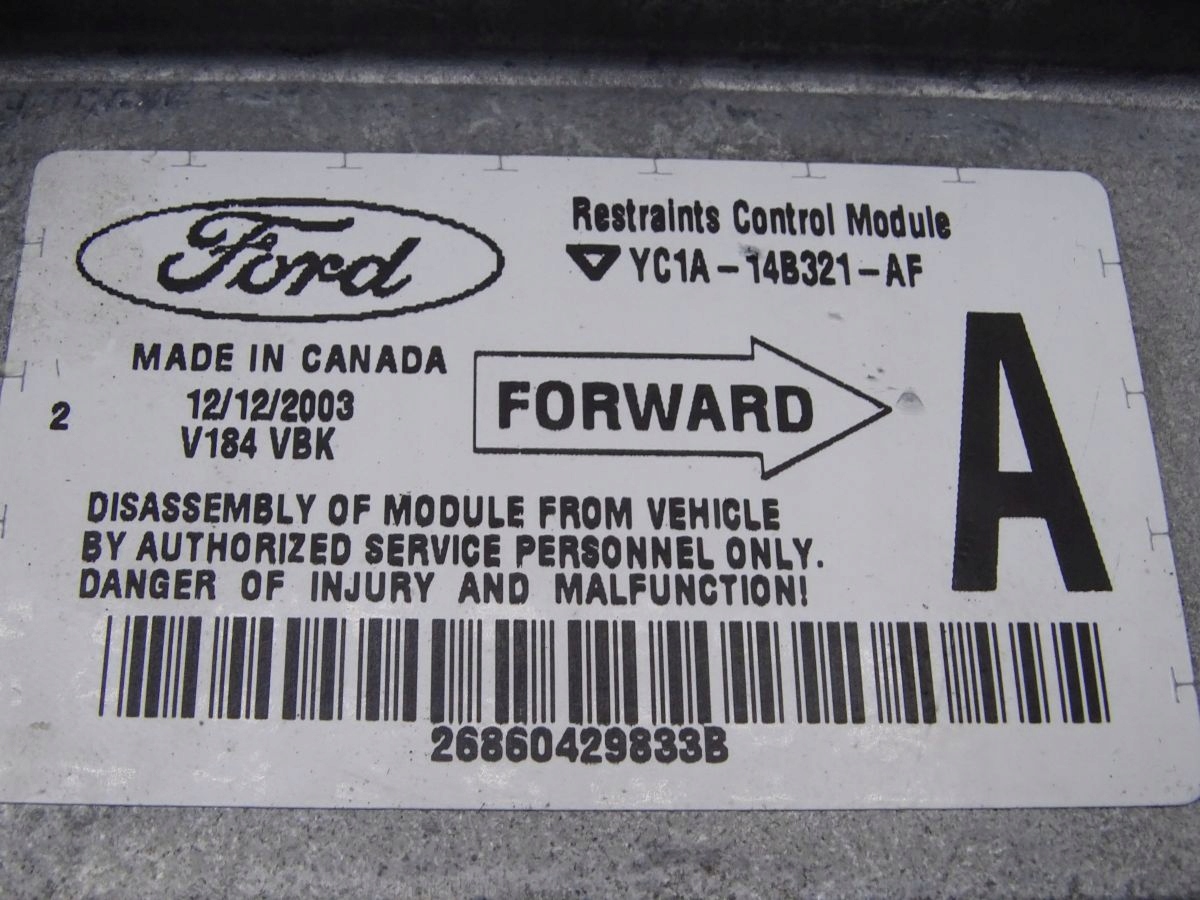 Ford
Restraints Control Module
YC1A-14B321-AF
MADE IN CANADA
12/12/2003
2
V184 VBK
FORWARD
A
DISASSEMBLY OF MODULE FROM VEHICLE
BY AUTHORIZED SERVICE PERSONNEL ONLY.
DANGER OF INJURY AND MALFUNCTION!
26860429833B